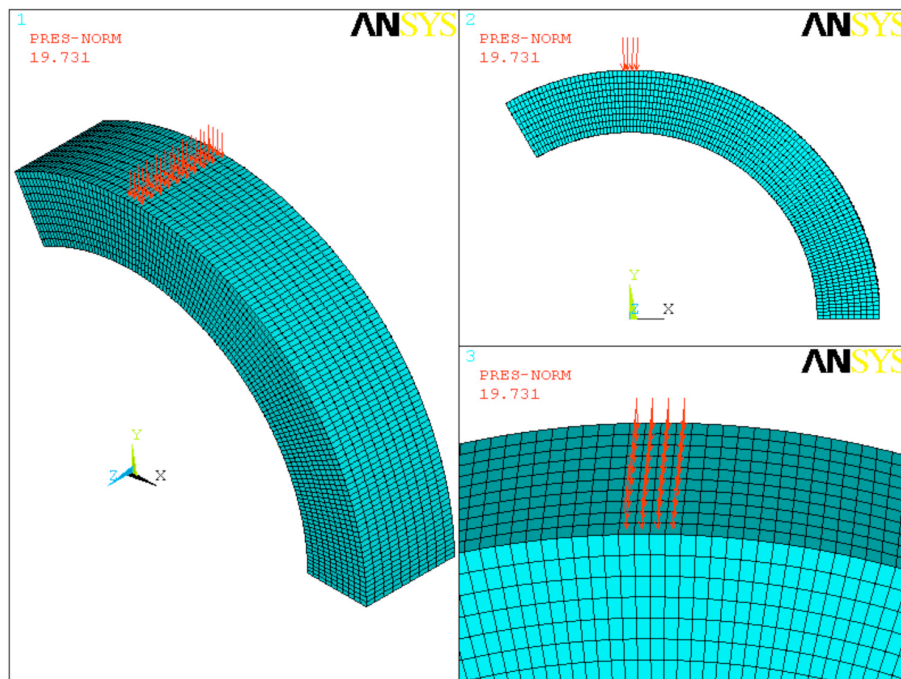 1
ANSYS
PRES-NORM
19.731
Y
Z
X
2
ANSYS
PRES-NORM
19.731
Y
Z
X
3
ANSYS
PRES-NORM
19.731